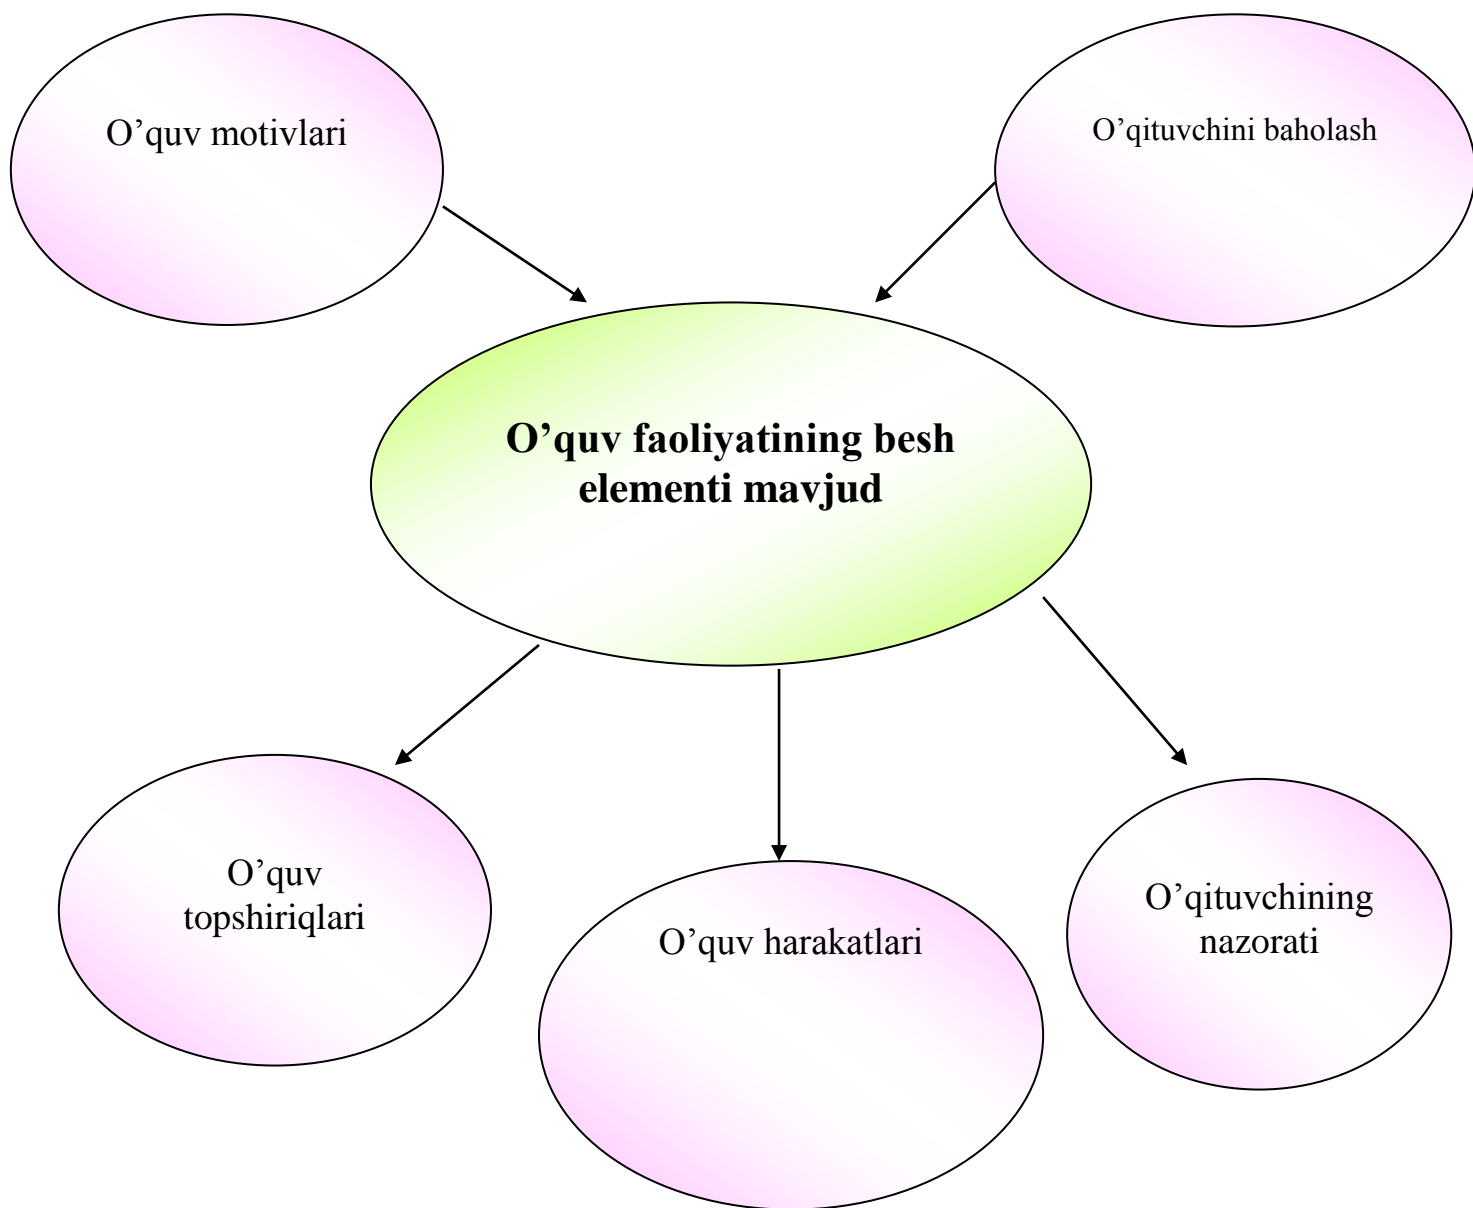 O’quv motivlari
O’qituvchini baholash
O’quv faoliyatining besh
elementi mavjud
O’quv
topshiriqlari
O’quv harakatlari
O’qituvchining
nazorati